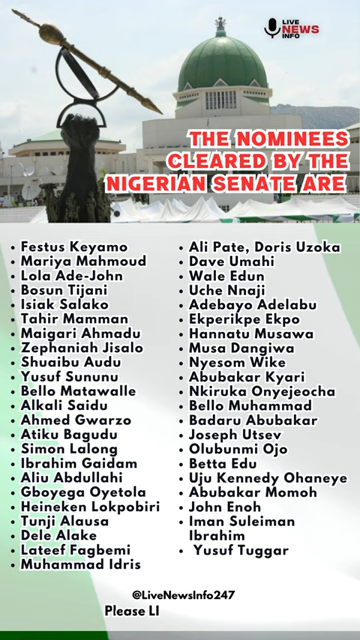 LIVE
NEWS
INFO
THE NOMINEES
CLEARED BY THE
NIGERIAN SENATE ARE
• Festus Keyamo
• Mariya Mahmoud
• Lola Ade-John
• Bosun Tijani
• Isiak Salako
• Tahir Mamman
• Maigari Ahmadu
• Zephaniah Jisalo
• Shuaibu Audu
• Yusuf Sununu
• Bello Matawalle
• Alkali Saidu
• Ahmed Gwarzo
• Atiku Bagudu
• Simon Lalong
• Ibrahim Gaidam
• Aliu Abdullahi
• Gboyega Oyetola
• Heineken Lokpobiri
• Tunji Alausa
• Dele Alake
• Lateef Fagbemi
• Muhammad Idris
• Ali Pate, Doris Uzoka
• Dave Umahi
• Wale Edun
• Uche Nnaji
• Adebayo Adelabu
• Ekperikpe Ekpo
• Hannatu Musawa
• Musa Dangiwa
• Nyesom Wike
• Abubakar Kyari
• Nkiruka Onyejeocha
• Bello Muhammad
• Badaru Abubakar
• Joseph Utsev
• Olubunmi Ojo
• Betta Edu
• Uju Kennedy Ohaneye
• Abubakar Momoh
• John Enoh
• Iman Suleiman
Ibrahim
• Yusuf Tuggar
@LiveNewsInfo247
Please LI